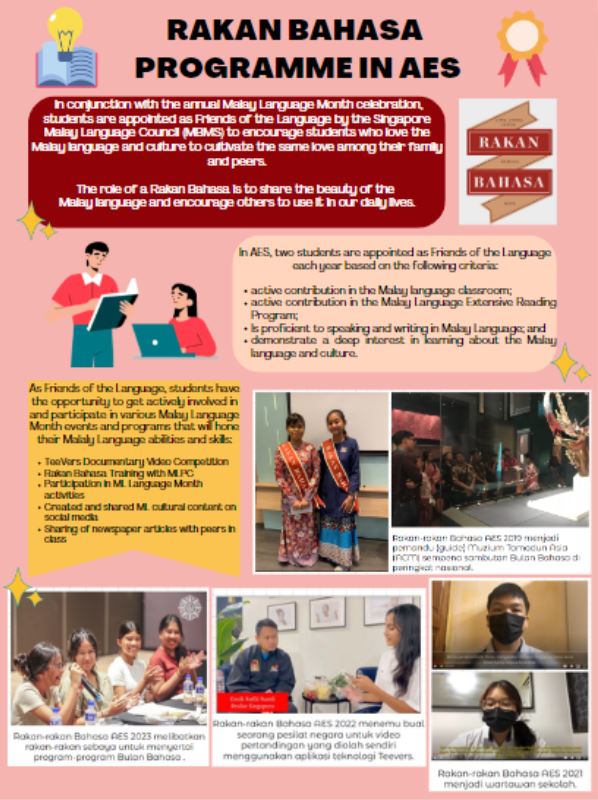 RAKAN BAHASA
PROGRAMME IN AES
In conjunction with the annual Malay Language Month celebration,
students are appointed as Friends of the Language by the Singapore
Malay Language Council (MBMS) to encourage students who love the
Malay language and culture to cultivate the same love among their family
and peers.
The role of a Rakan Bahasa is to share the beauty of the
Malay language and encourage others to use it in our daily lives.
RAKAN
BAHASA
In AES, two students are appointed as Friends of the Language
each year based on the following criteria:
• active contribution in the Malay language classroom;
• active contribution in the Malay Language Extensive Reading
Program;
• Is proficient to speaking and writing in Malay Language; and
• demonstrate a deep interest in learning about the Malay
language and culture.
As Friends of the Language, students have
the opportunity to get actively involved in
and participate in various Malay Language
Month events and programs that will hone
their Malaly Language abilities and skills:
• TeeVers Documentary Video Competition
• Rakan Bahasa Training with MLPC
• Participation in ML Language Month
activities
• Created and shared ML cultural content on
social media
• Sharing of newspaper articles with peers in
class
Rakan-rakan Bahasa AES 2019 menjadi
pemandu (guide) Muzium Tamadun Asia
(ACM) sempena sambutan Bulan Bahasa di
peringkat nasional.
Rakan-rakan Bahasa AES 2023 melibatkan
rakan-rakan sebaya untuk menyertai
program-program Bulan Bahasa .
Rakan-rakan Bahasa AES 2022 menemu bual
seorang pesilat negara untuk video
pertandingan yang diolah sendiri
menggunakan aplikasi teknologi Teevers.
Rakan-rakan Bahasa AES 2021
menjadi wartawan sekolah.